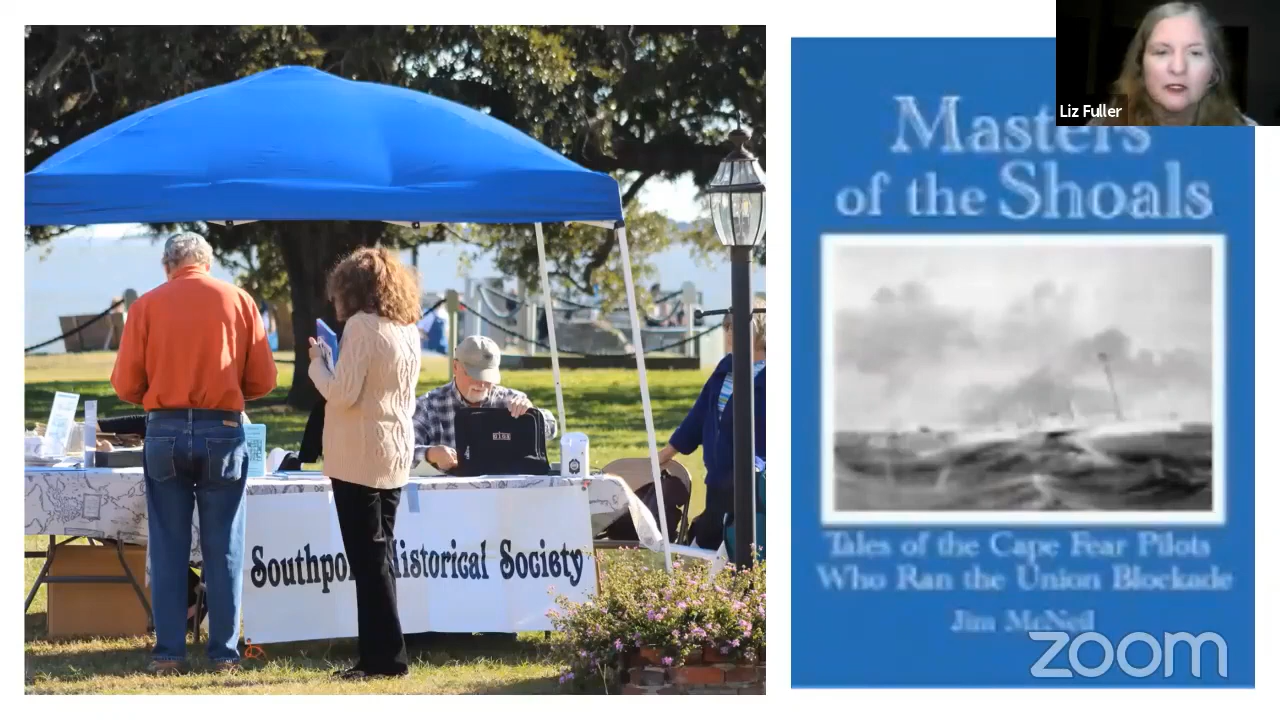 Southpo Historical Society
Masters
of the Shoals
Tales of the Cape Fear Pilots
Who Ran the Union Blockade
Jim McNeil
Liz Fuller
zoom